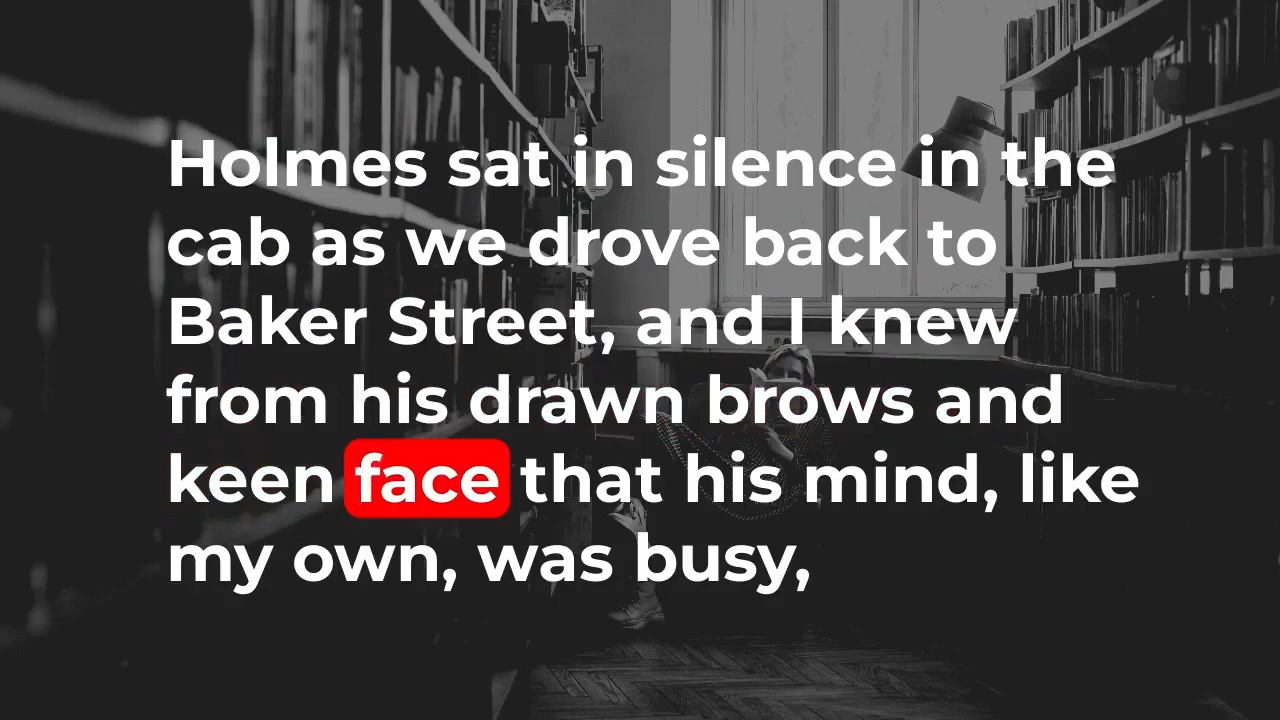 Holmes sat in silence in the
cab as we drove back to
Baker Street, and I knew
from his drawn brows and
keen face that his mind, like
my own, was busy,